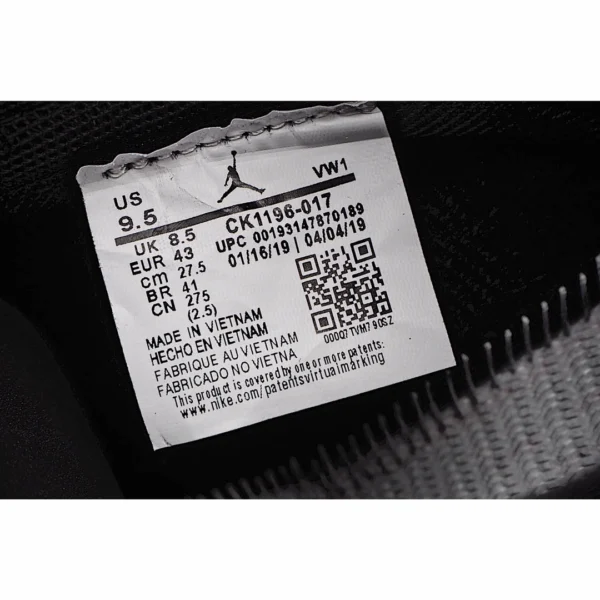 US
9.5
VW1
UK 8.5
EUR 43
cm 27.5
BR 41
CN 275
(2.5)
CK1196-017
UPC 00193147870189
01/16/19 | 04/04/19
MADE IN VIETNAM
HECHO EN VIETNAM
FABRIQUE AU VIETNAM
FABRICADO NO VIETNA
This product is covered by one or more patents:
www.nike.com/patentsvirtualmarking